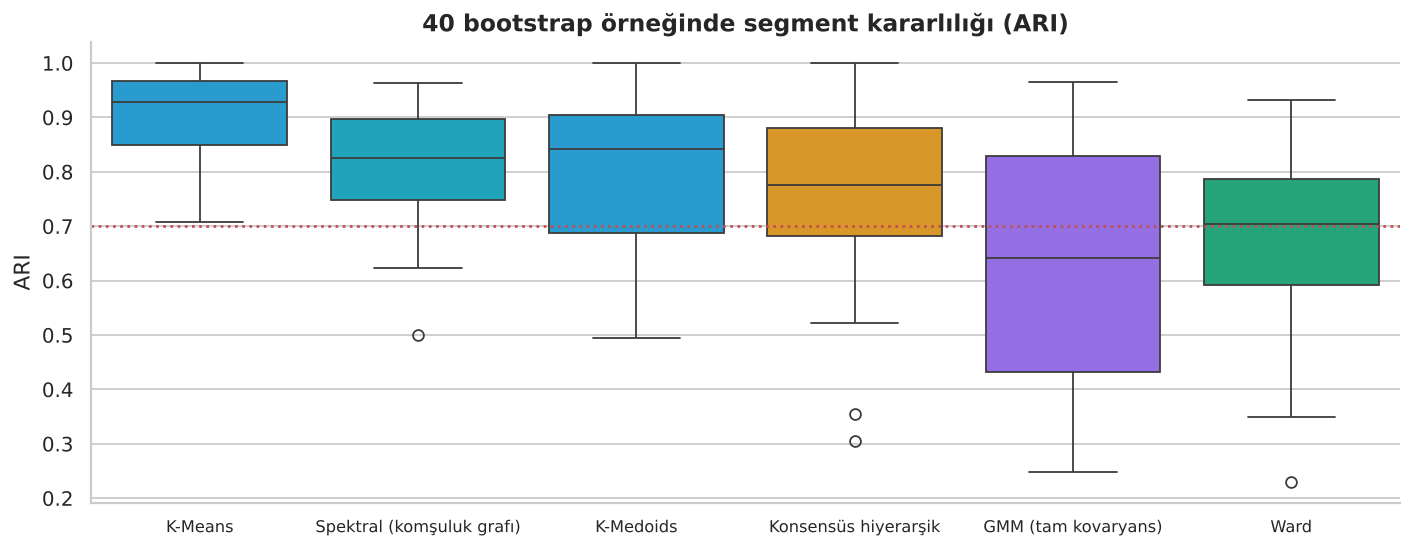 40 bootstrap örneğinde segment kararlılığı (ARI)
ARI
1.0
0.9
0.8
0.7
0.6
0.5
0.4
0.3
0.2
K-Means
Spektral (komşuluk grafı)
K-Medoids
Konsensüs hiyerarşik
GMM (tam kovaryans)
Ward